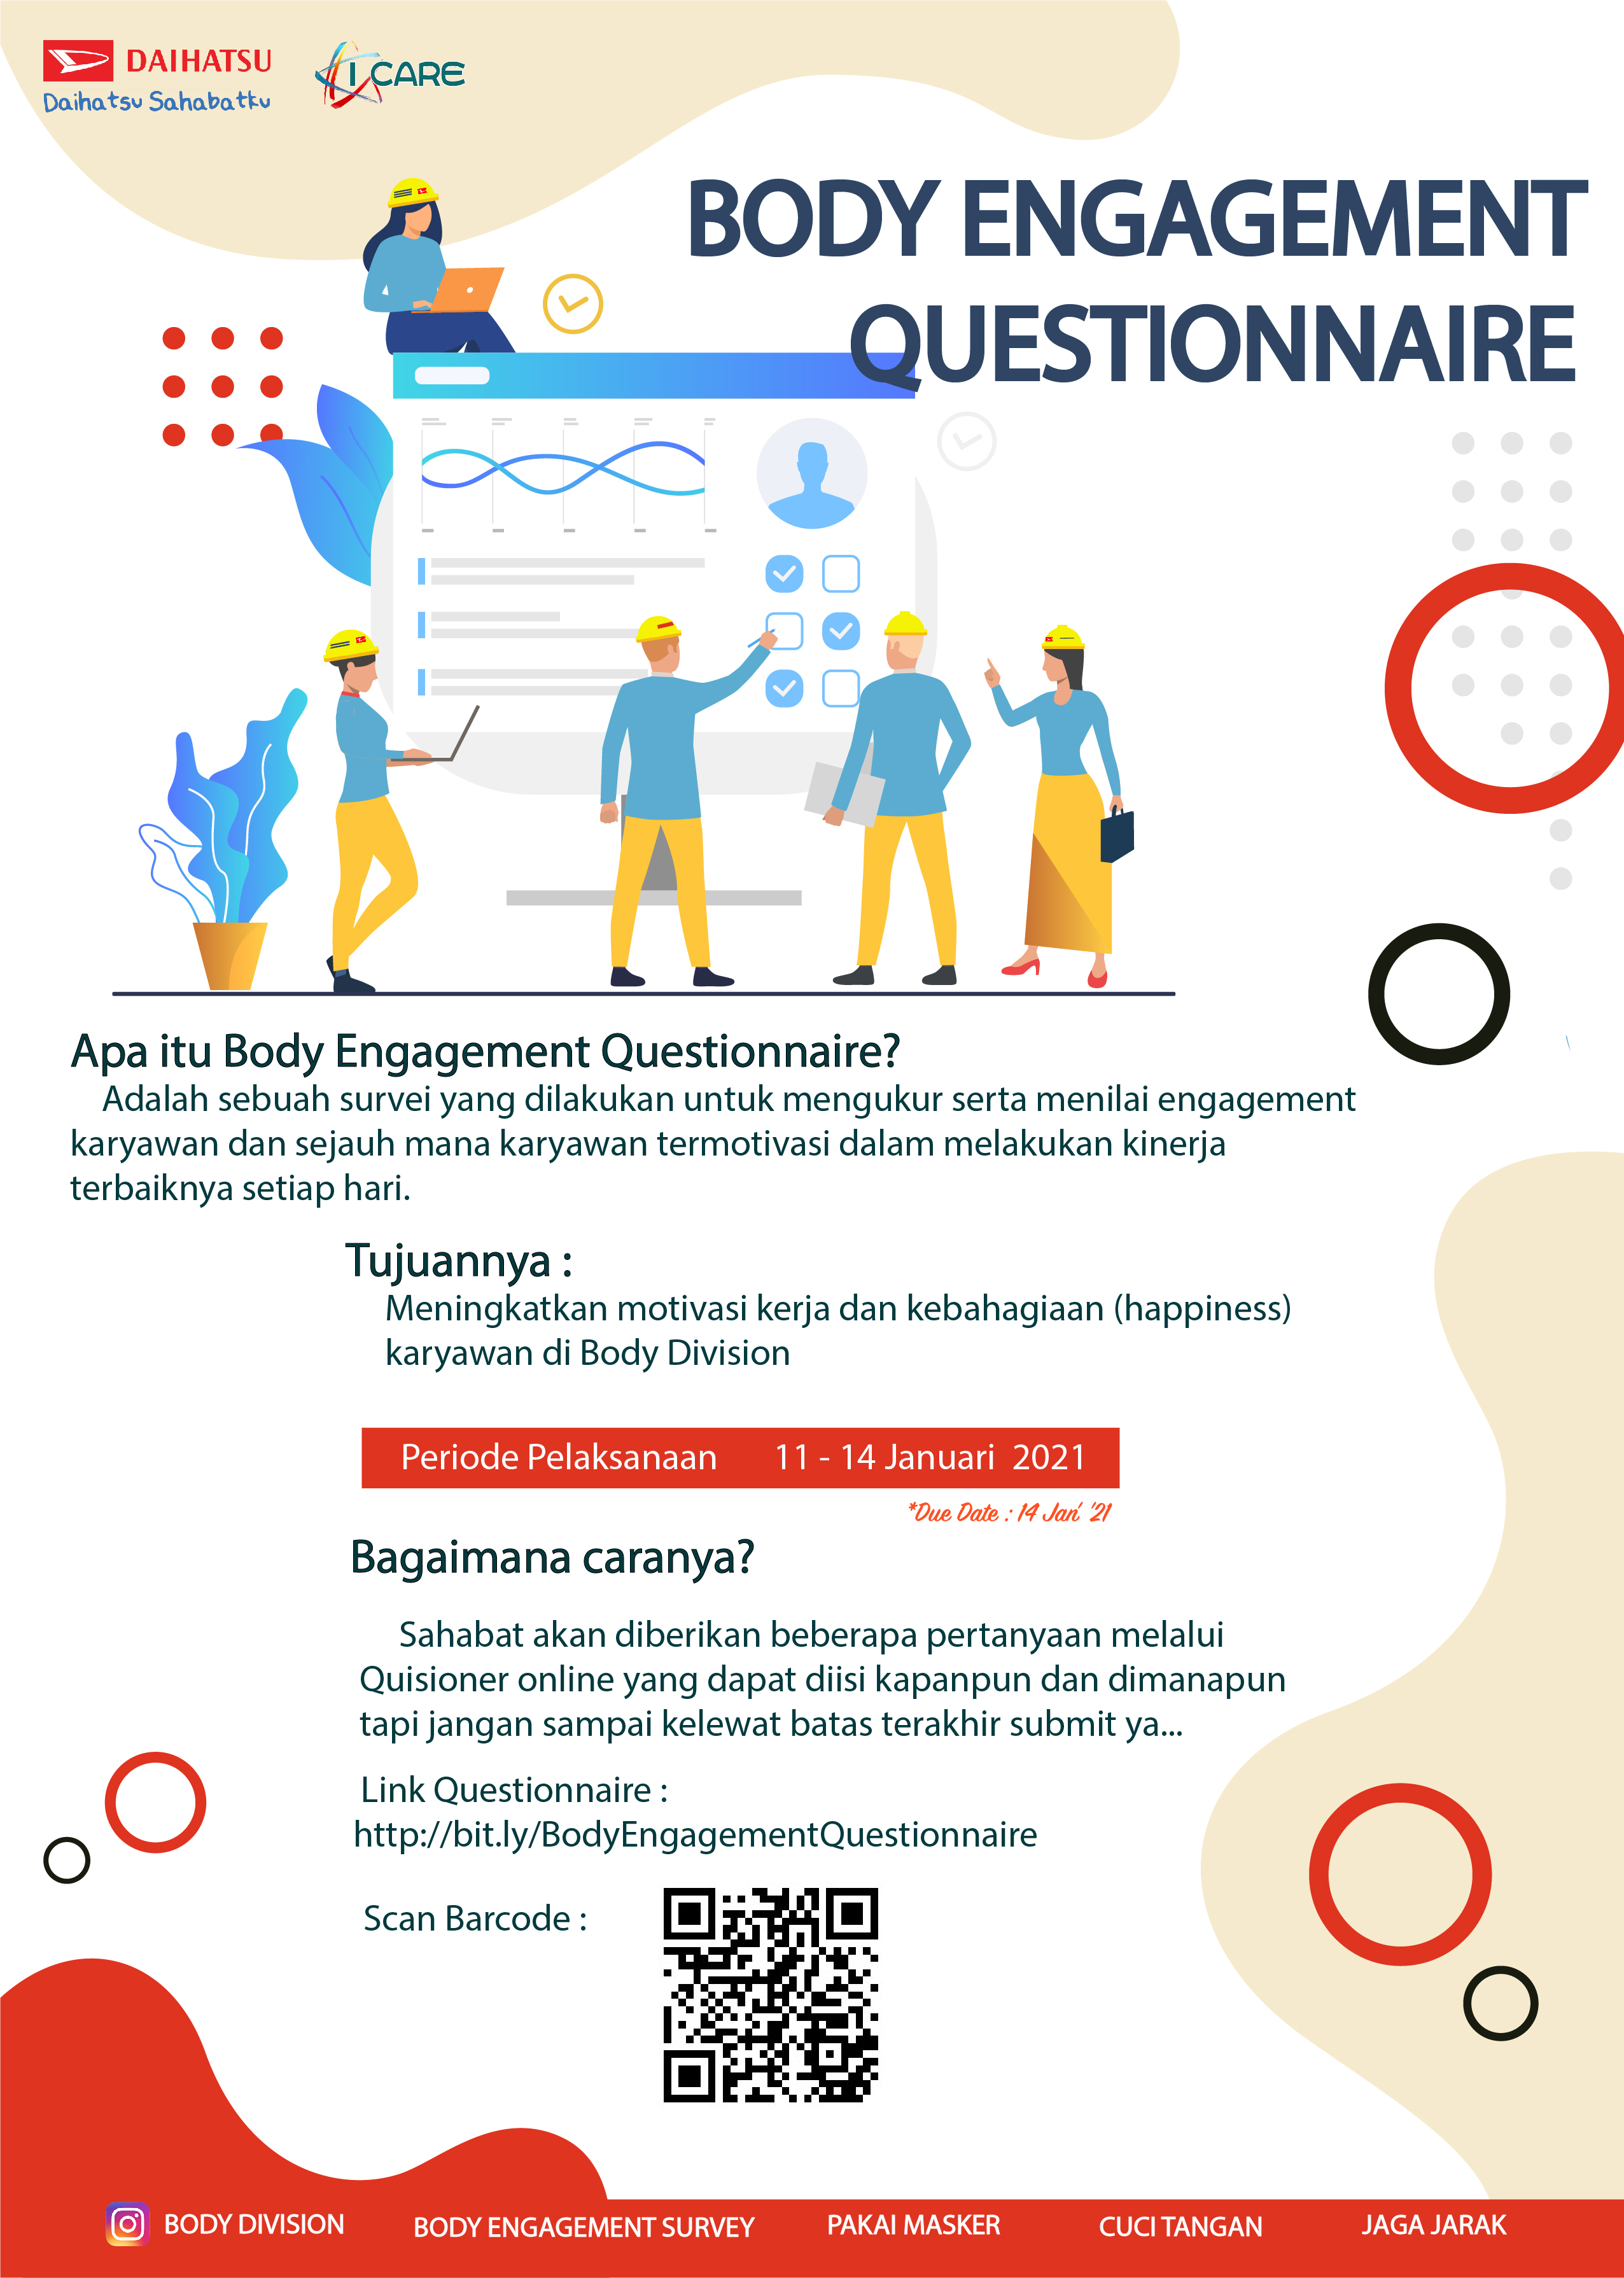 DAIHATSU
Daihatsu Sahabatku
I CARE
BODY ENGAGEMENT
QUESTIONNAIRE
Apa itu Body Engagement Questionnaire?
Adalah sebuah survei yang dilakukan untuk mengukur serta menilai engagement
karyawan dan sejauh mana karyawan termotivasi dalam melakukan kinerja
terbaiknya setiap hari.
Tujuannya :
Meningkatkan motivasi kerja dan kebahagiaan (happiness)
karyawan di Body Division
Periode Pelaksanaan 11 - 14 Januari 2021
*Due Date : 14 Jan' '21
Bagaimana caranya?
Sahabat akan diberikan beberapa pertanyaan melalui
Quisioner online yang dapat diisi kapanpun dan dimanapun
tapi jangan sampai kelewat batas terakhir submit ya...
Link Questionnaire :
http://bit.ly/BodyEngagementQuestionnaire
Scan Barcode :
BODY DIVISION BODY ENGAGEMENT SURVEY PAKAI MASKER CUCI TANGAN JAGA JARAK